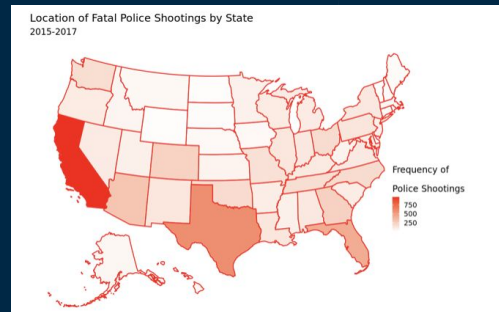 Location of Fatal Police Shootings by State
2015-2017
Frequency of
Police Shootings
750
500
250